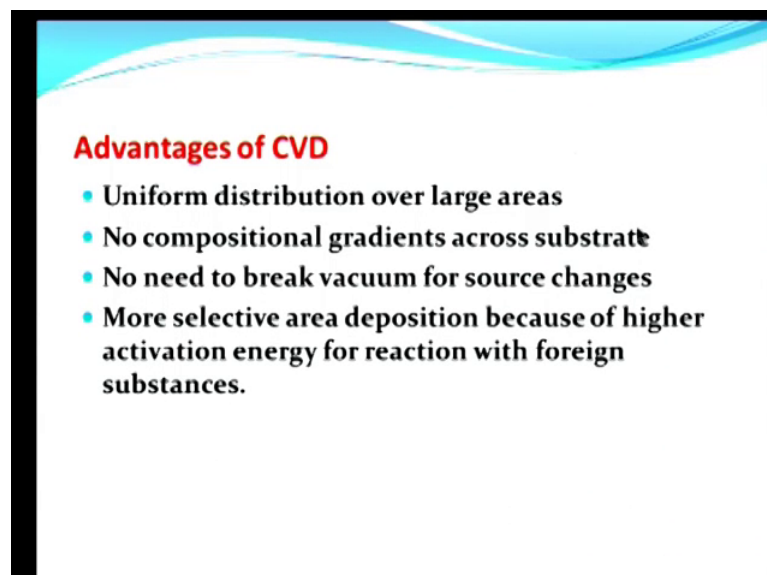 Advantages of CVD
• Uniform distribution over large areas
• No compositional gradients across substrate
• No need to break vacuum for source changes
• More selective area deposition because of higher
activation energy for reaction with foreign
substances.